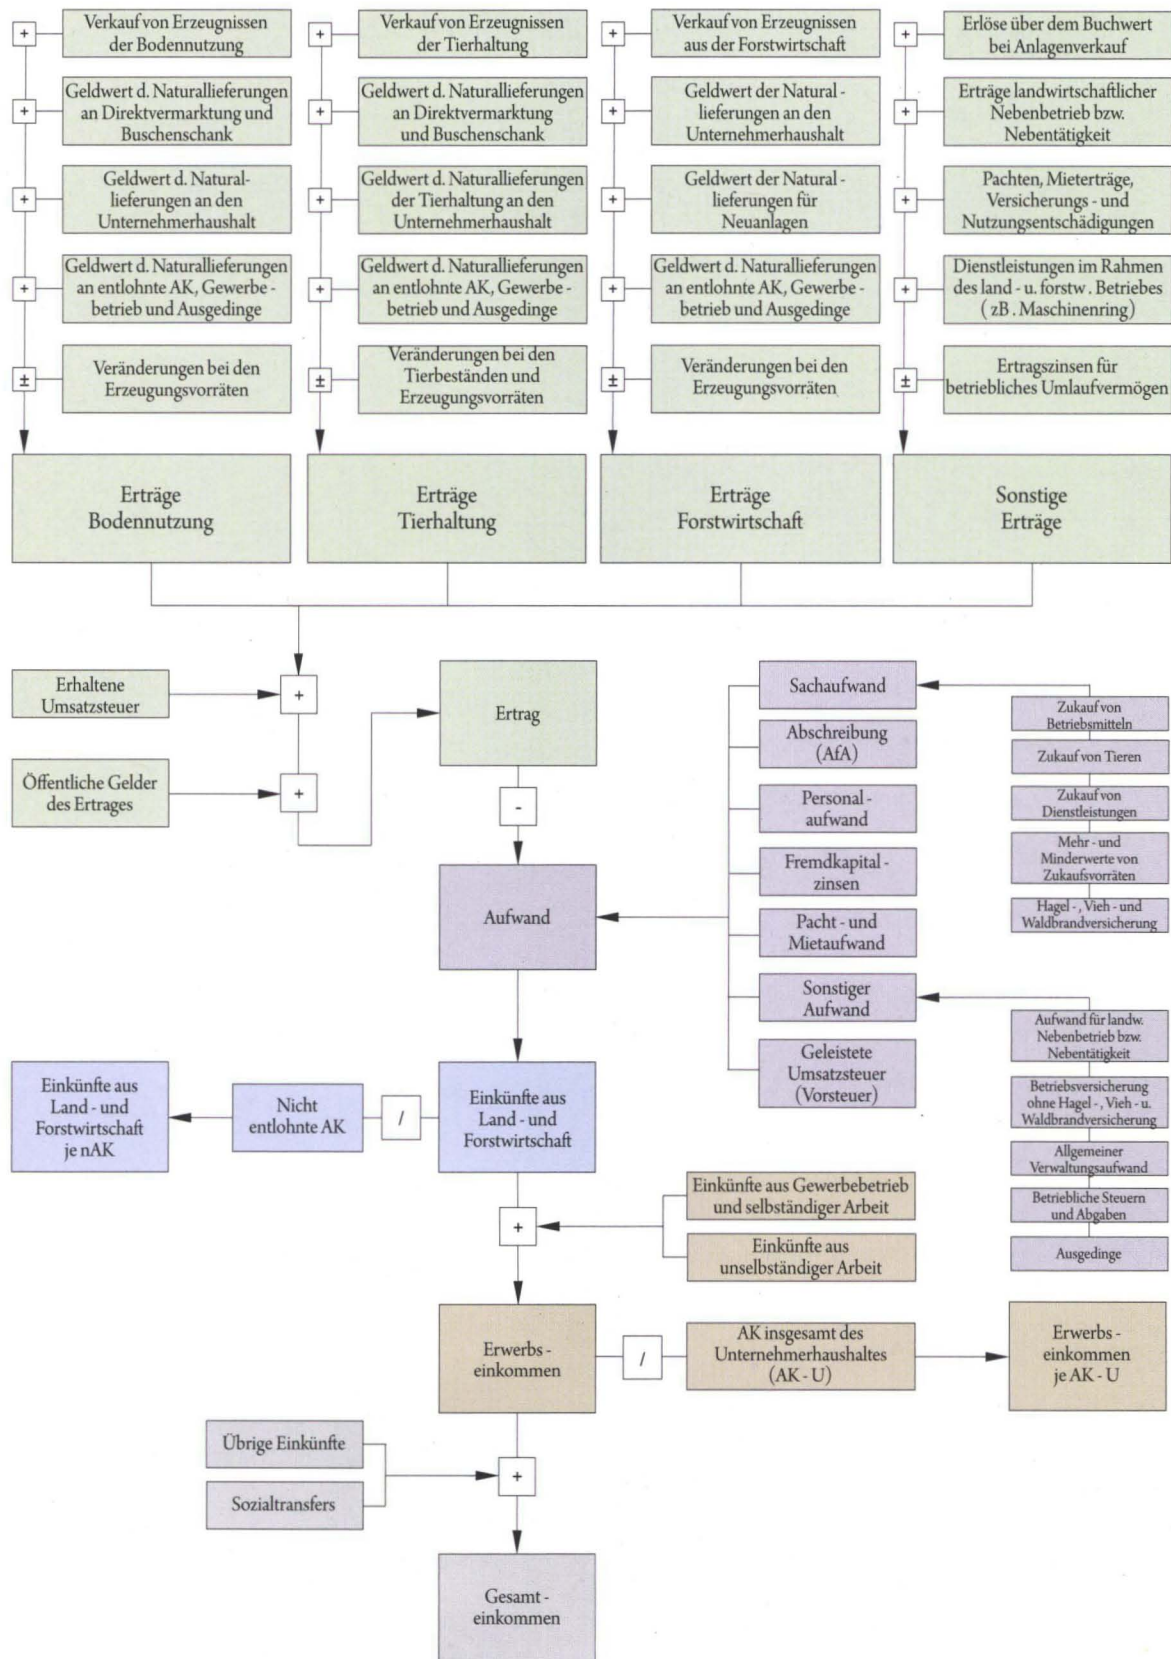 +
Verkauf von Erzeugnissen
der Bodennutzung
+
Geldwert d. Naturallieferungen
an Direktvermarktung und
Buschenschank
+
Geldwert d. Natural-
lieferungen an den
Unternehmerhaushalt
+
Geldwert d. Naturallieferungen
an entlohnte AK, Gewerbe -
betrieb und Ausgedinge
±
Veränderungen bei den
Erzeugungsvorräten
Erträge
Bodennutzung
+
Verkauf von Erzeugnissen
der Tierhaltung
+
Geldwert d. Naturallieferungen
an Direktvermarktung
und Buschenschank
+
Geldwert d. Naturallieferungen
der Tierhaltung an den
Unternehmerhaushalt
+
Geldwert d. Naturallieferungen
an entlohnte AK, Gewerbe -
betrieb und Ausgedinge
±
Veränderungen bei den
Tierbeständen und
Erzeugungsvorräten
Erträge
Tierhaltung
+
Verkauf von Erzeugnissen
aus der Forstwirtschaft
+
Geldwert der Natural -
lieferungen an den
Unternehmerhaushalt
+
Geldwert der Natural -
lieferungen für
Neuanlagen
+
Geldwert d. Naturallieferungen
an entlohnte AK, Gewerbe -
betrieb und Ausgedinge
±
Veränderungen bei den
Erzeugungsvorräten
Erträge
Forstwirtschaft
+
Erlöse über dem Buchwert
bei Anlagenverkauf
+
Erträge landwirtschaftlicher
Nebenbetrieb bzw.
Nebentätigkeit
+
Pachten, Mieterträge,
Versicherungs - und
Nutzungsentschädigungen
+
Dienstleistungen im Rahmen
des land - u. forstw . Betriebes
( zB . Maschinenring)
±
Ertragszinsen für
betriebliches Umlaufvermögen
Sonstige
Erträge
Erhaltene
Umsatzsteuer
+
Öffentliche Gelder
des Ertrages
+
Ertrag
-
Aufwand
Sachaufwand
Abschreibung
(AfA)
Personal -
aufwand
Fremdkapital -
zinsen
Pacht - und
Mietaufwand
Sonstiger
Aufwand
Geleistete
Umsatzsteuer
(Vorsteuer)
Zukauf von
Betriebsmitteln
Zukauf von Tieren
Zukauf von
Dienstleistungen
Mehr - und
Minderwerte von
Zukaufsvorräten
Hagel - , Vieh - und
Waldbrandversicherung
Aufwand für landw.
Nebenbetrieb bzw.
Nebentätigkeit
Betriebsversicherung
ohne Hagel - , Vieh - u.
Waldbrandversicherung
Allgemeiner
Verwaltungsaufwand
Betriebliche Steuern
und Abgaben
Ausgedinge
Einkünfte aus
Land - und
Forstwirtschaft
je nAK
Nicht
entlohnte AK
/
Einkünfte aus
Land - und
Forstwirtschaft
+
Einkünfte aus Gewerbebetrieb
und selbständiger Arbeit
Einkünfte aus
unselbständiger Arbeit
Erwerbs -
einkommen
/
AK insgesamt des
Unternehmerhaushaltes
(AK - U)
Erwerbs -
einkommen
je AK - U
Übrige Einkünfte
Sozialtransfers
+
Gesamt -
einkommen